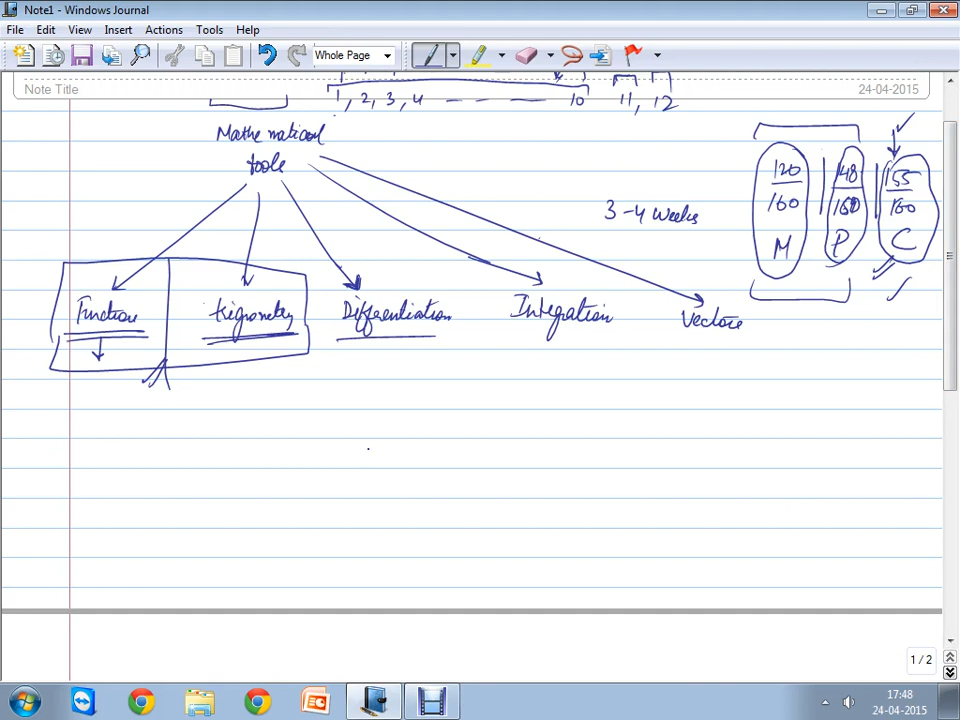 Note1 - Windows Journal
File Edit View Insert Actions Tools Help
Whole Page
Note Title
24-04-2015
1, 2, 3, 4 — — — — 10 11, 12
Mathematical
tools
3-4 weeks
120/160 148/160 155/160
M P C
Function Trignometry Differentiation Integration Vectors
1 / 2
17:48
24-04-2015